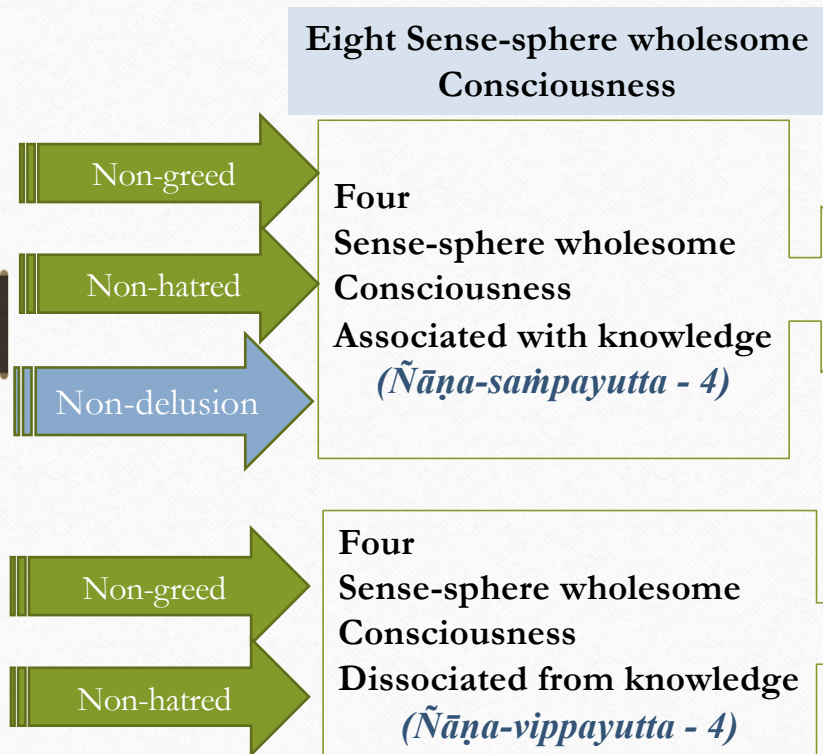 Eight Sense-sphere wholesome
Consciousness
Non-greed
Non-hatred
Non-delusion
Four
Sense-sphere wholesome
Consciousness
Associated with knowledge
(Ñāṇa-saṁpayutta - 4)
Non-greed
Non-hatred
Four
Sense-sphere wholesome
Consciousness
Dissociated from knowledge
(Ñāṇa-vippayutta - 4)